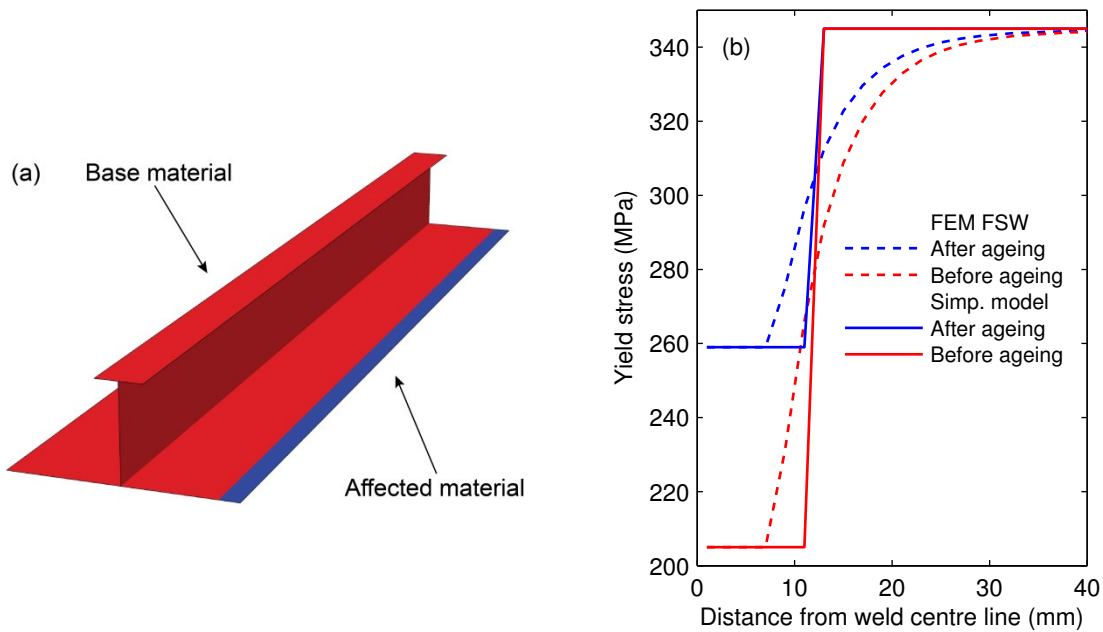 (a)
Base material
Affected material
(b)
Yield stress (MPa)
340
320
300
280
260
240
220
200
0
10
20
30
40
Distance from weld centre line (mm)
FEM FSW
After ageing
Before ageing
Simp. model
After ageing
Before ageing